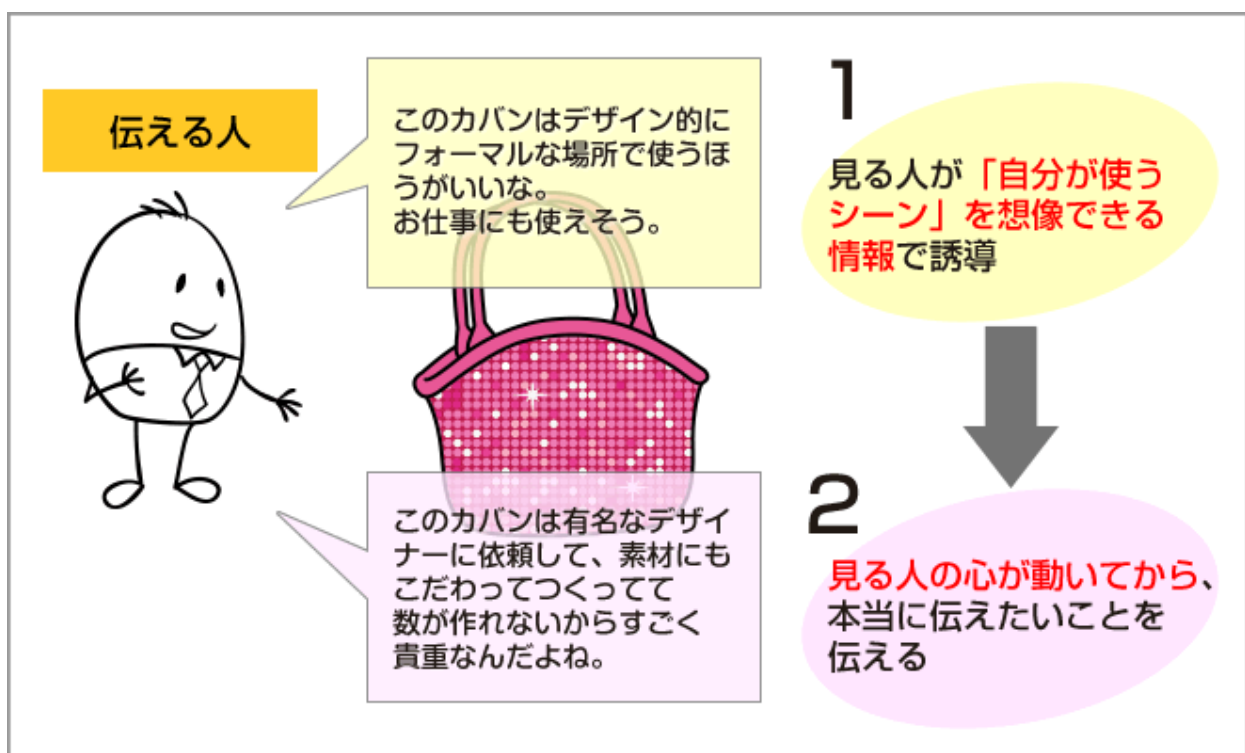 伝える人
このカバンはデザイン的に
フォーマルな場所で使うほ
うがいいな。
お仕事にも使えそう。
1
見る人が「自分が使う
シーン」を想像できる
情報で誘導
このカバンは有名なデザイ
ナーに依頼して、素材にも
こだわってつくってて
数が作れないからすごく
貴重なんだよね。
2
見る人の心が動いてから、
本当に伝えたいことを
伝える